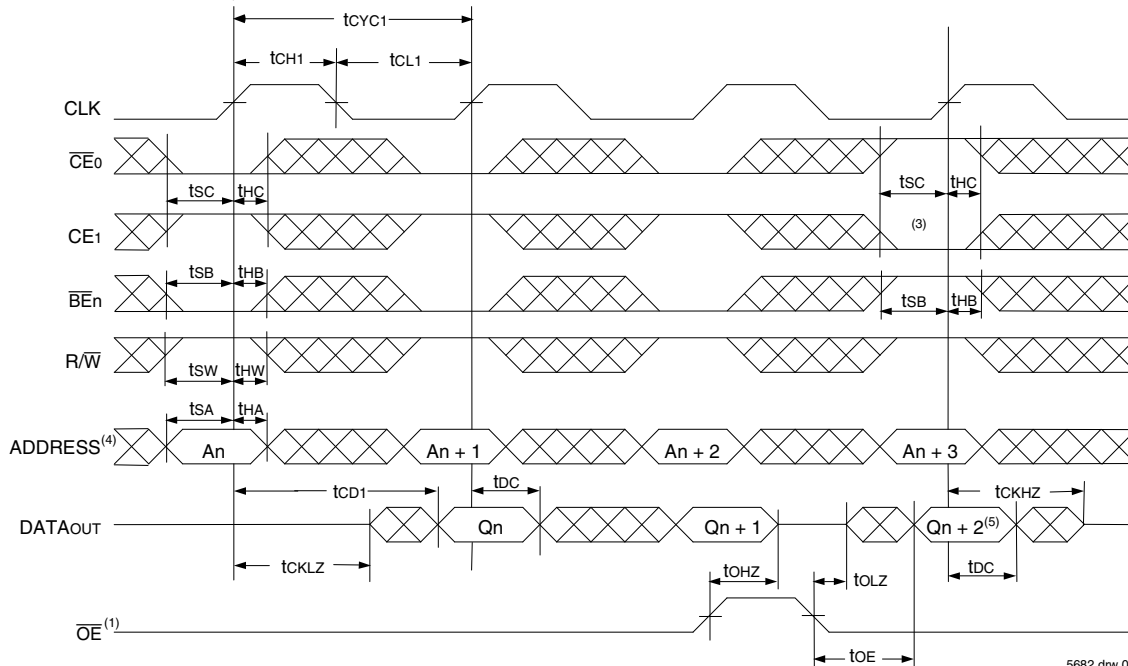 tCYC1
tCH1 tCL1
CLK
CE0
tSC tHC tSC tHC
CE1 (3)
tSB tHB
BEn
tSB tHB
R/W
tSW tHW
tSA tHA
ADDRESS(4) An An + 1 An + 2 An + 3
tCD1 tDC tCKHZ
DATAOUT Qn Qn + 1 Qn + 2(5)
tCKLZ tOHZ tOLZ tDC
OE(1)
tOE